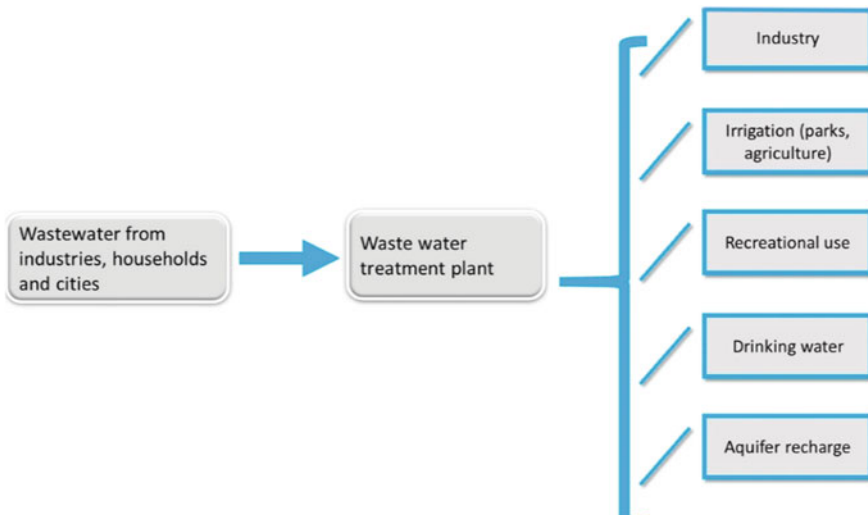 Wastewater from
industries, households
and cities
Waste water
treatment plant
Industry
Irrigation (parks,
agriculture)
Recreational use
Drinking water
Aquifer recharge